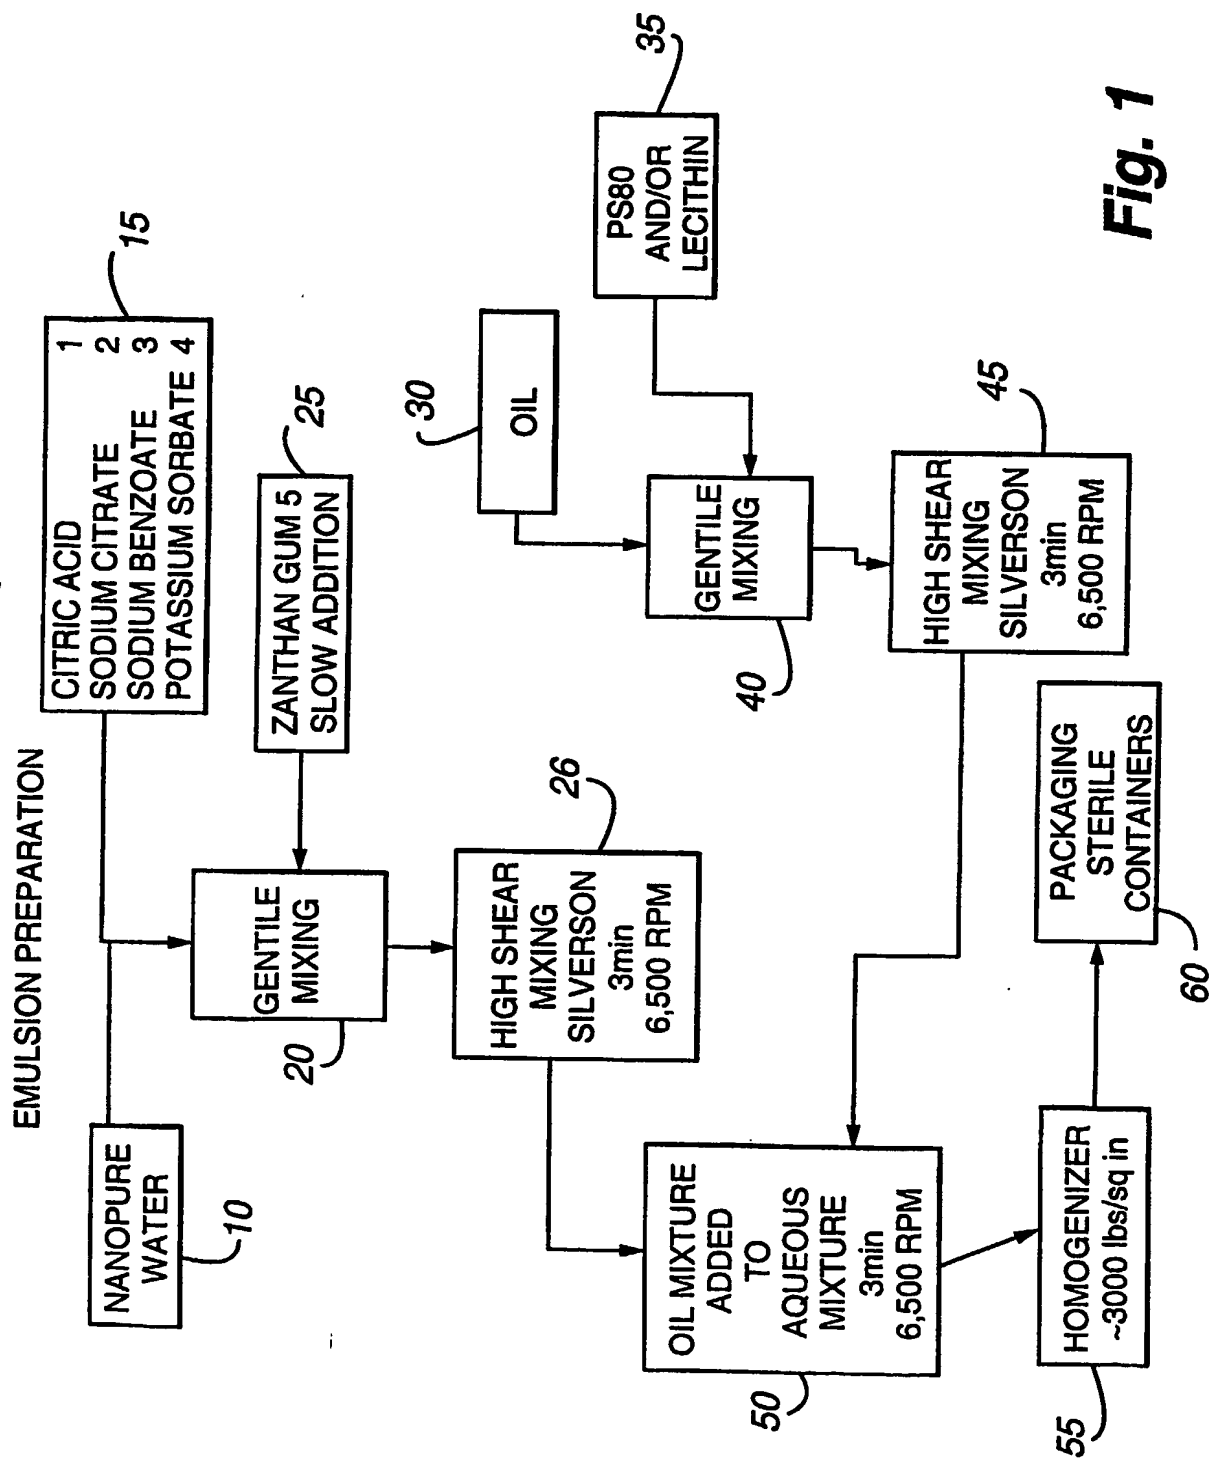 EMULSION PREPARATION
NANOPURE
WATER
10
CITRIC ACID 1
SODIUM CITRATE 2
SODIUM BENZOATE 3
POTASSIUM SORBATE 4
15
GENTILE
MIXING
20
ZANTHAN GUM 5
SLOW ADDITION
25
HIGH SHEAR
MIXING
SILVERSON
3min
6,500 RPM
26
OIL
30
PS80
AND/OR
LECITHIN
35
GENTILE
MIXING
40
HIGH SHEAR
MIXING
SILVERSON
3min
6,500 RPM
45
OIL MIXTURE
ADDED
TO
AQUEOUS
MIXTURE
3min
6,500 RPM
50
HOMOGENIZER
~3000 lbs/sq in
55
PACKAGING
STERILE
CONTAINERS
60
Fig. 1